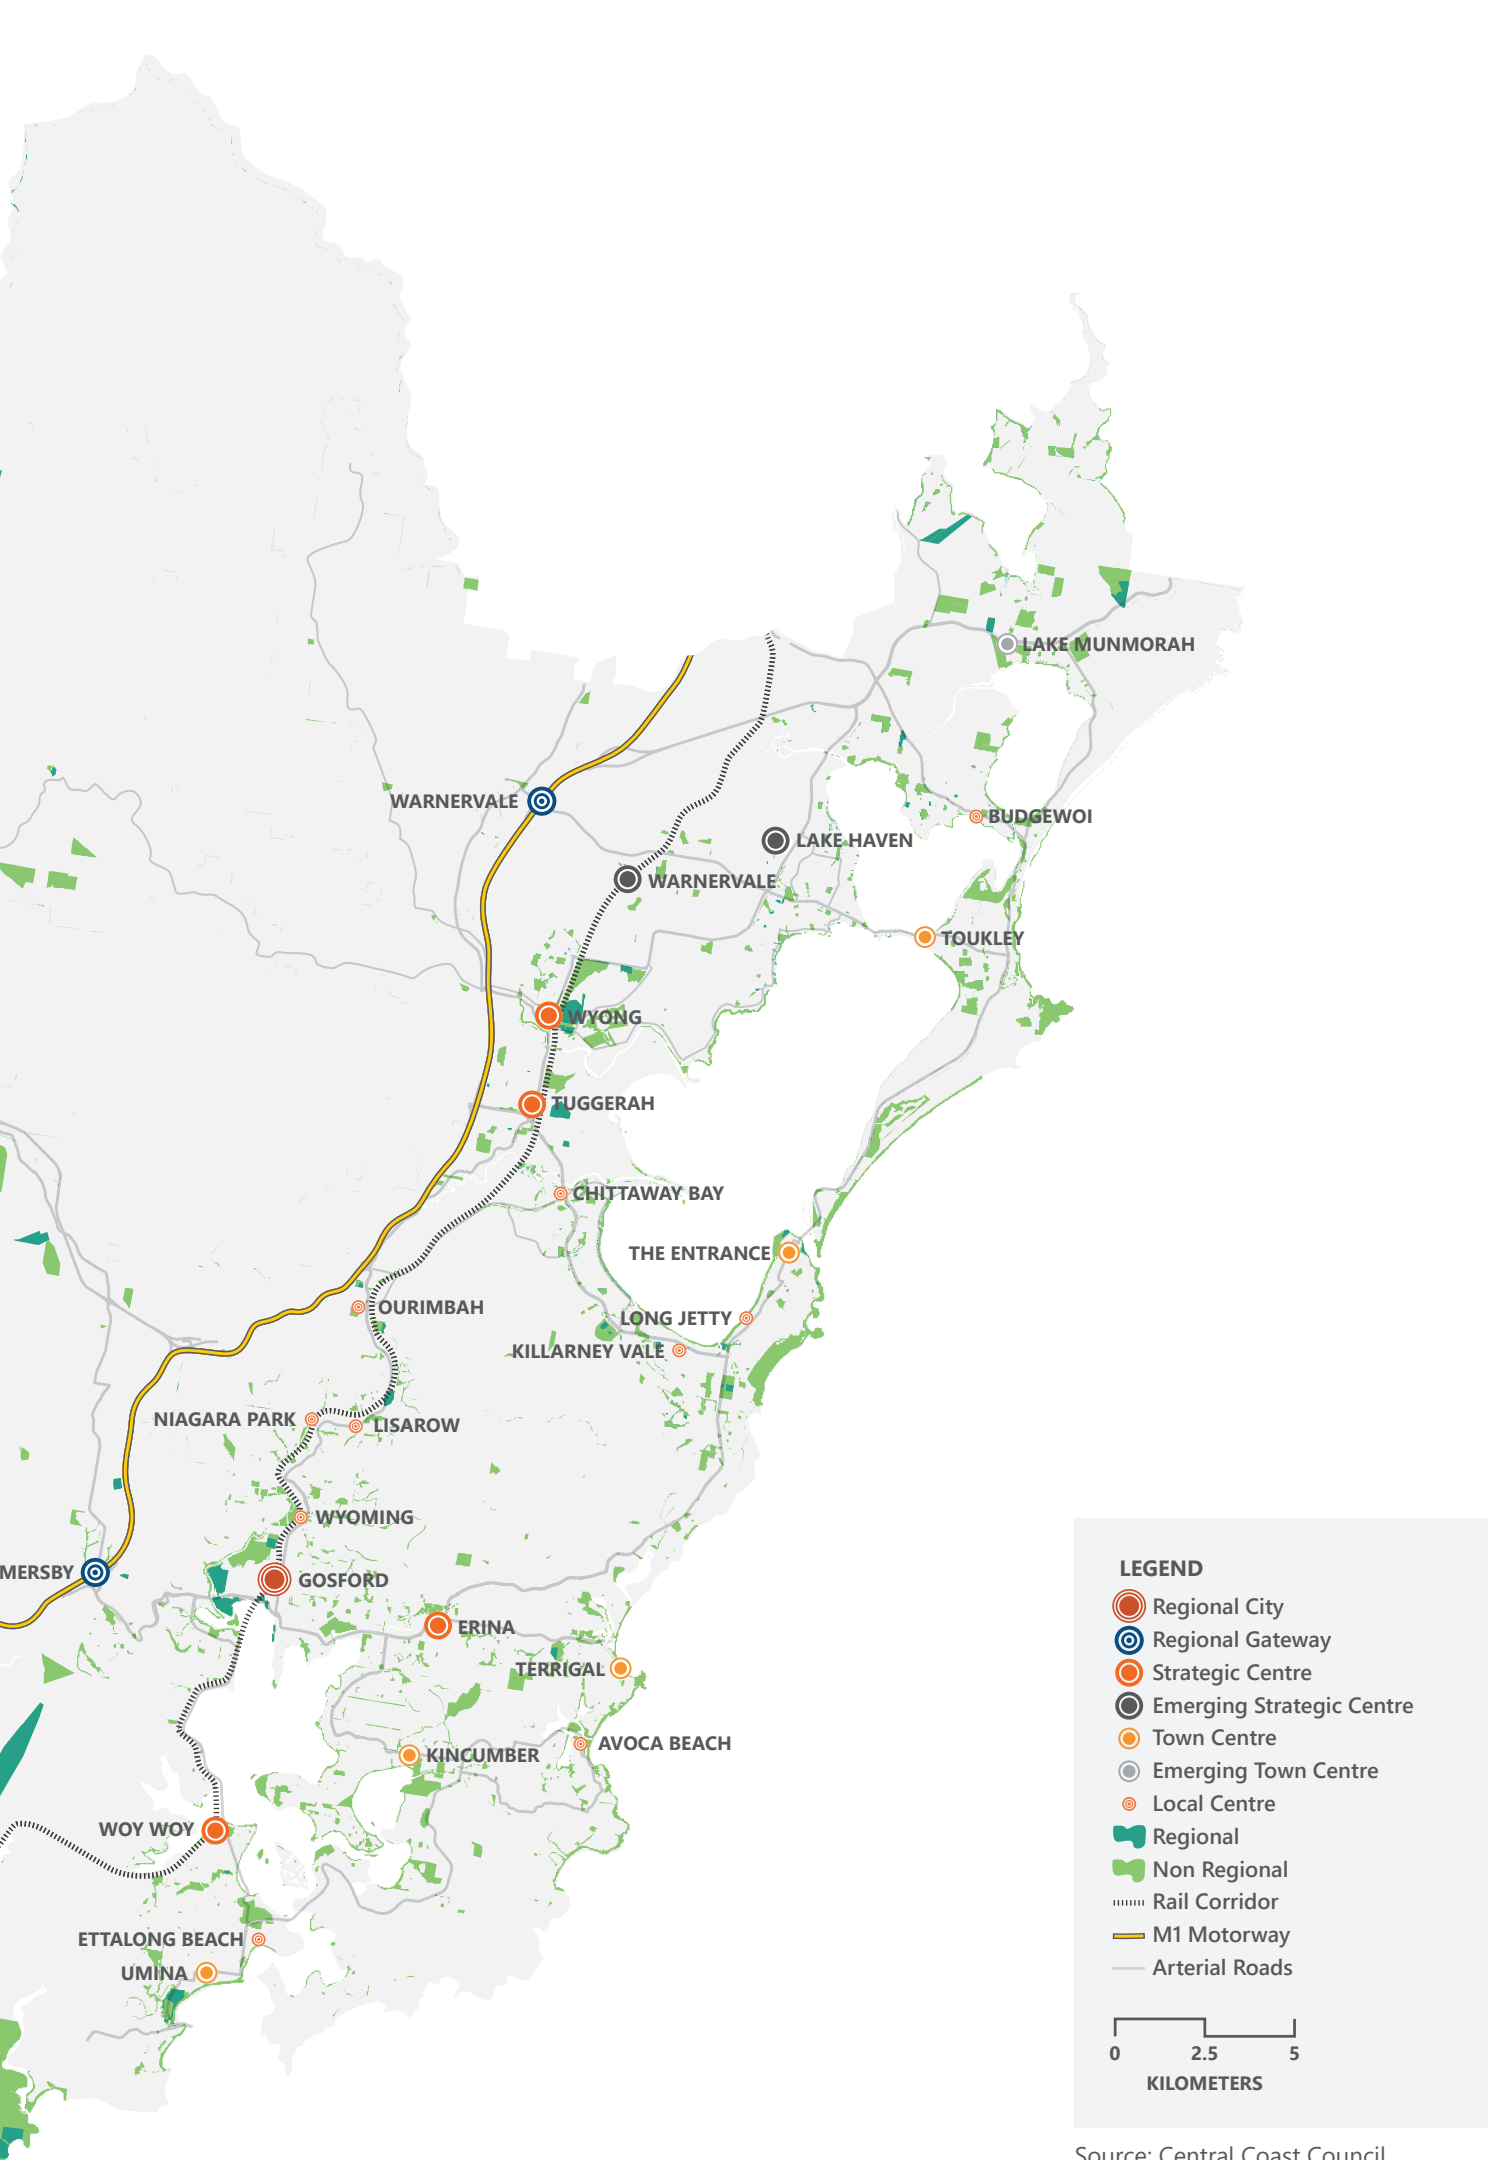 LAKE MUNMORAH
WARNERVALE
BUDGEWOI
LAKE HAVEN
WARNERVALE
TOUKLEY
WYONG
TUGGERAH
CHITTAWAY BAY
THE ENTRANCE
OURIMBAH
LONG JETTY
KILLARNEY VALE
NIAGARA PARK
LISAROW
WYOMING
MERSBY
GOSFORD
ERINA
TERRIGAL
AVOCA BEACH
KINCUMBER
WOY WOY
ETTALONG BEACH
UMINA
LEGEND
Regional City
Regional Gateway
Strategic Centre
Emerging Strategic Centre
Town Centre
Emerging Town Centre
Local Centre
Regional
Non Regional
Rail Corridor
M1 Motorway
Arterial Roads
0 2.5 5
KILOMETERS
Source: Central Coast Council